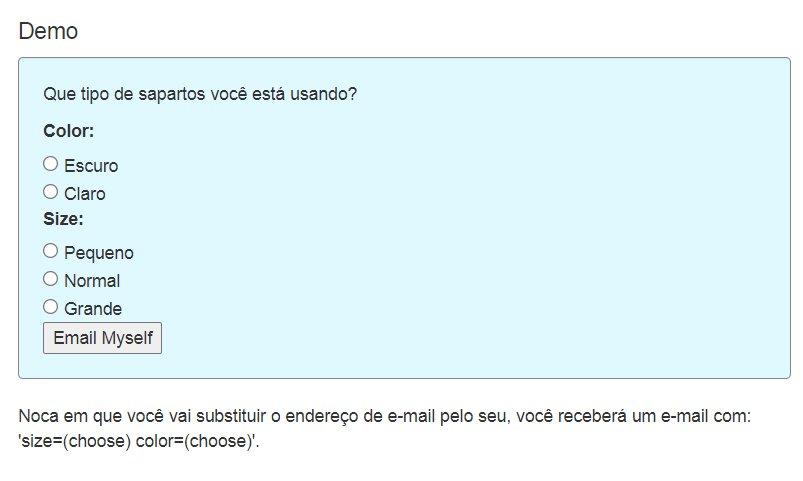 Demo
Que tipo de sapartos você está usando?
Color:
Escuro
Claro
Size:
Pequeno
Normal
Grande
Email Myself
Noca em que você vai substituir o endereço de e-mail pelo seu, você receberá um e-mail com:
'size=(choose) color=(choose)'.